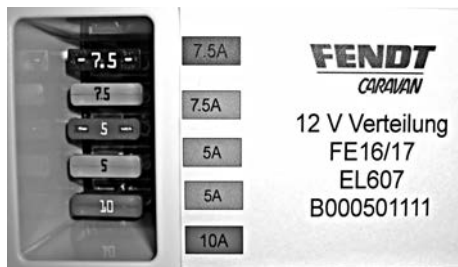 - 7.5 -
7.5
- 5 -
5
10
10
7.5A
7.5A
5A
5A
10A
FENDT
CARAVAN
12 V Verteilung
FE16/17
EL607
B000501111